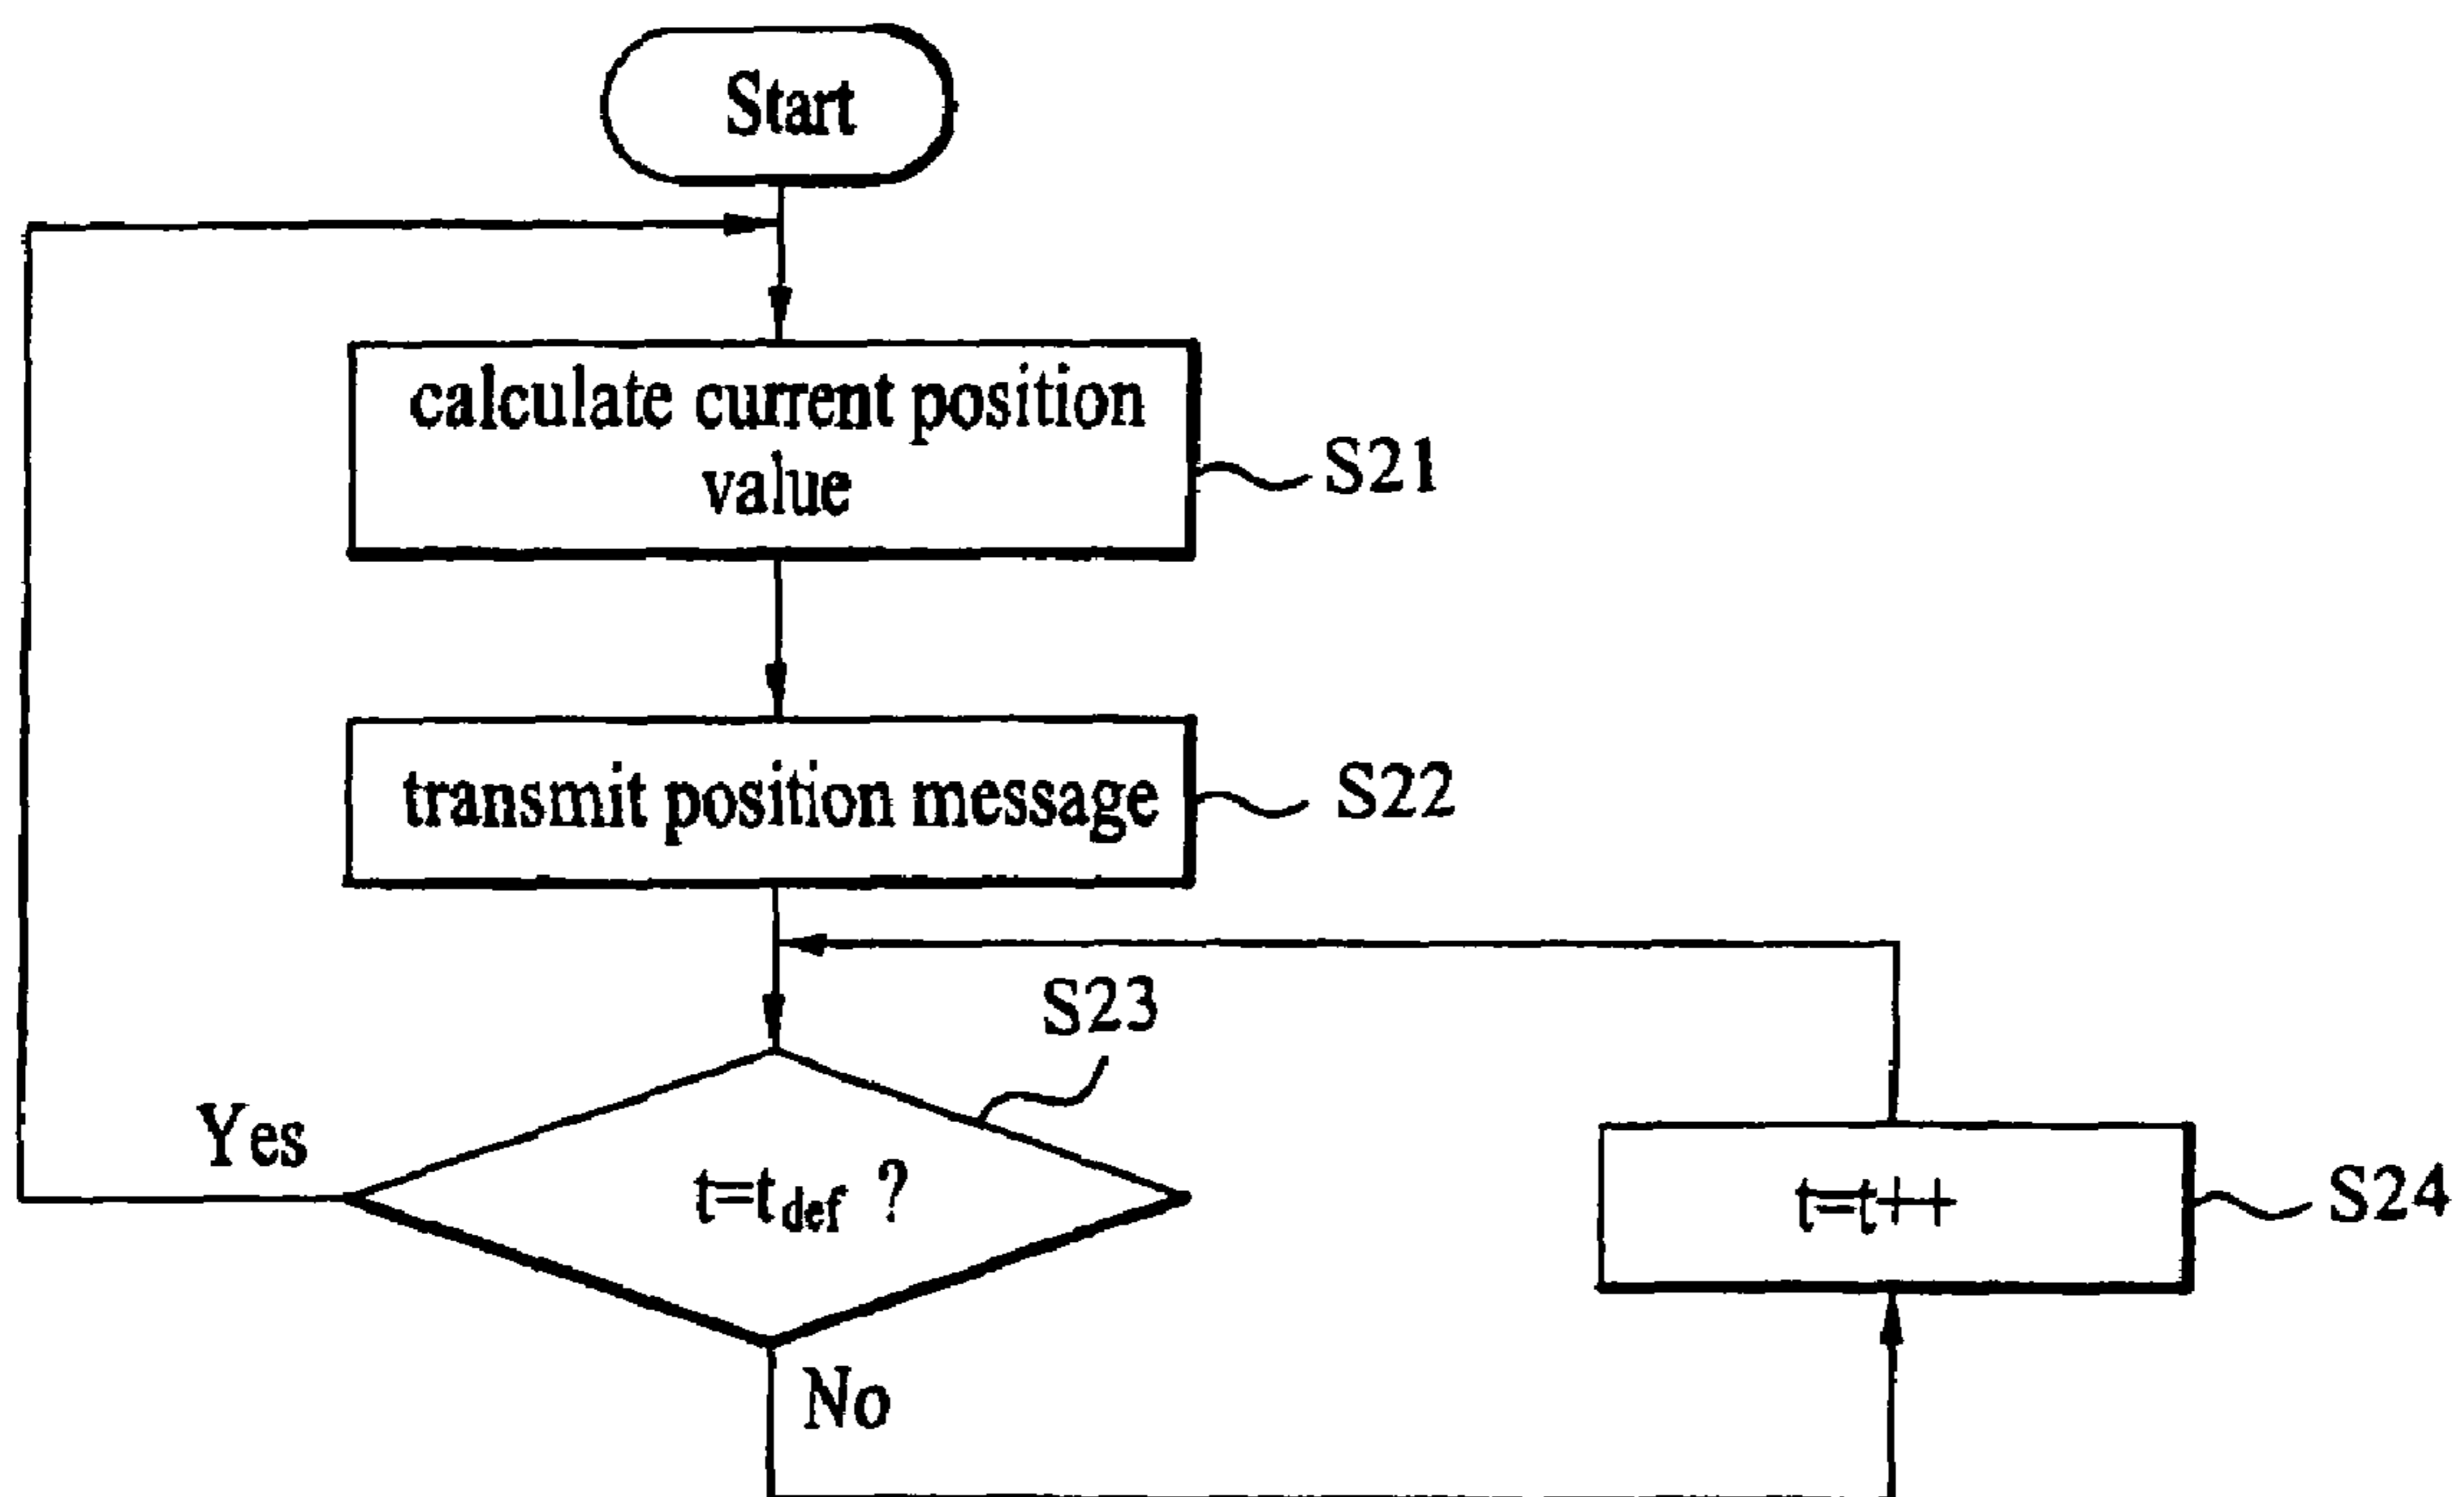 Start
calculate current position
value
S21
transmit position message
S22
S23
Yes
t=tdef ?
t=t++
S24
No